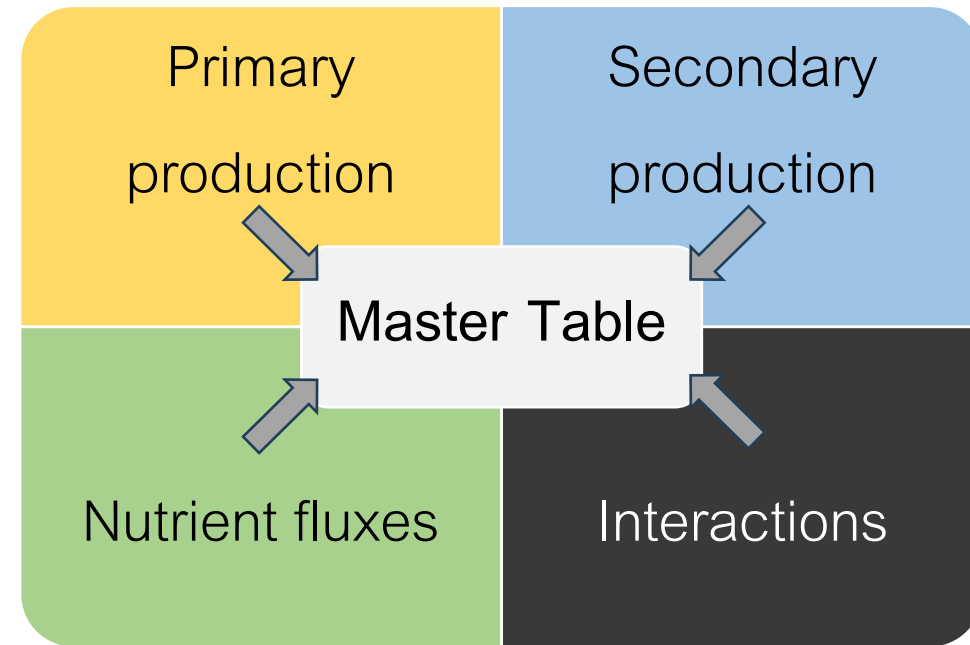 Primary
production
Secondary
production
Master Table
Nutrient fluxes
Interactions